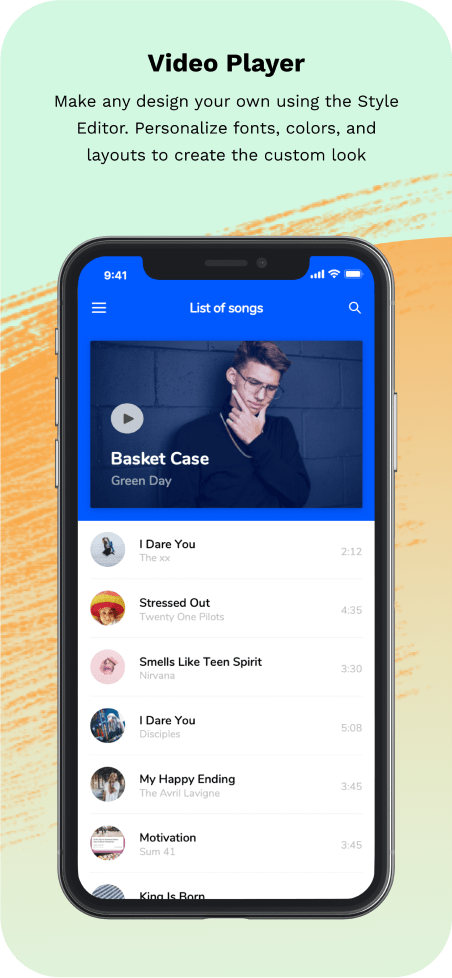 Video Player
Make any design your own using the Style
Editor. Personalize fonts, colors, and
layouts to create the custom look
9:41
List of songs
Basket Case
Green Day
I Dare You
The xx
2:12
Stressed Out
Twenty One Pilots
4:35
Smells Like Teen Spirit
Nirvana
3:30
I Dare You
Disciples
5:08
My Happy Ending
The Avril Lavigne
3:45
Motivation
Sum 41
3:45
King Is Born